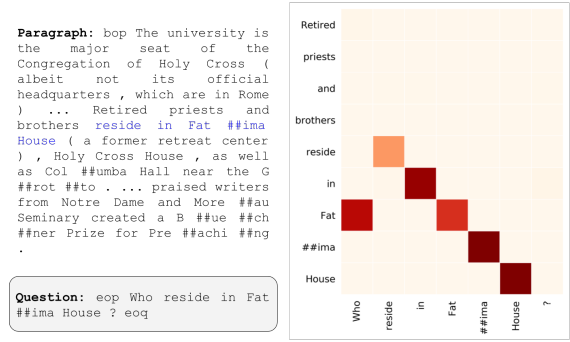 Paragraph: bop The university is
the major seat of the
Congregation of Holy Cross (
albeit not its official
headquarters , which are in Rome
) ... Retired priests and
brothers reside in Fat ##ima
House ( a former retreat center
) , Holy Cross House , as well
as Col ##umba Hall near the G
##rot ##to . ... praised writers
from Notre Dame and More ##au
Seminary created a B ##ue ##ch
##ner Prize for Pre ##achi ##ng
.
Question: eop Who reside in Fat
##ima House ? eoq
Retired
priests
and
brothers
reside
in
Fat
##ima
House
Who
reside
in
Fat
##ima
House
?